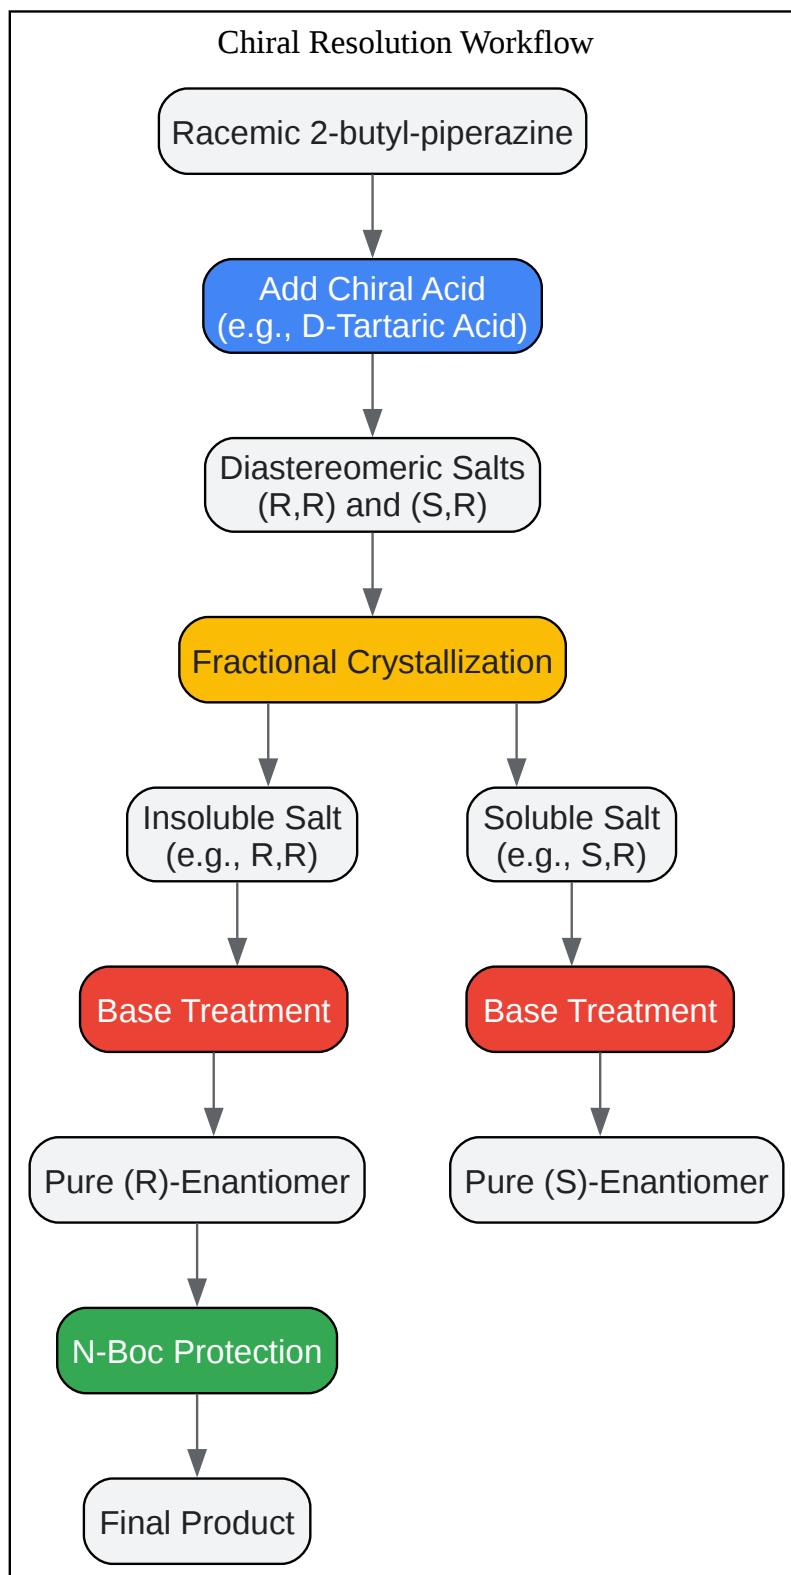 Chiral Resolution Workflow
Racemic 2-butyl-piperazine
Add Chiral Acid
(e.g., D-Tartaric Acid)
Diastereomeric Salts
(R,R) and (S,R)
Fractional Crystallization
Insoluble Salt
(e.g., R,R)
Soluble Salt
(e.g., S,R)
Base Treatment
Base Treatment
Pure (R)-Enantiomer
Pure (S)-Enantiomer
N-Boc Protection
Final Product